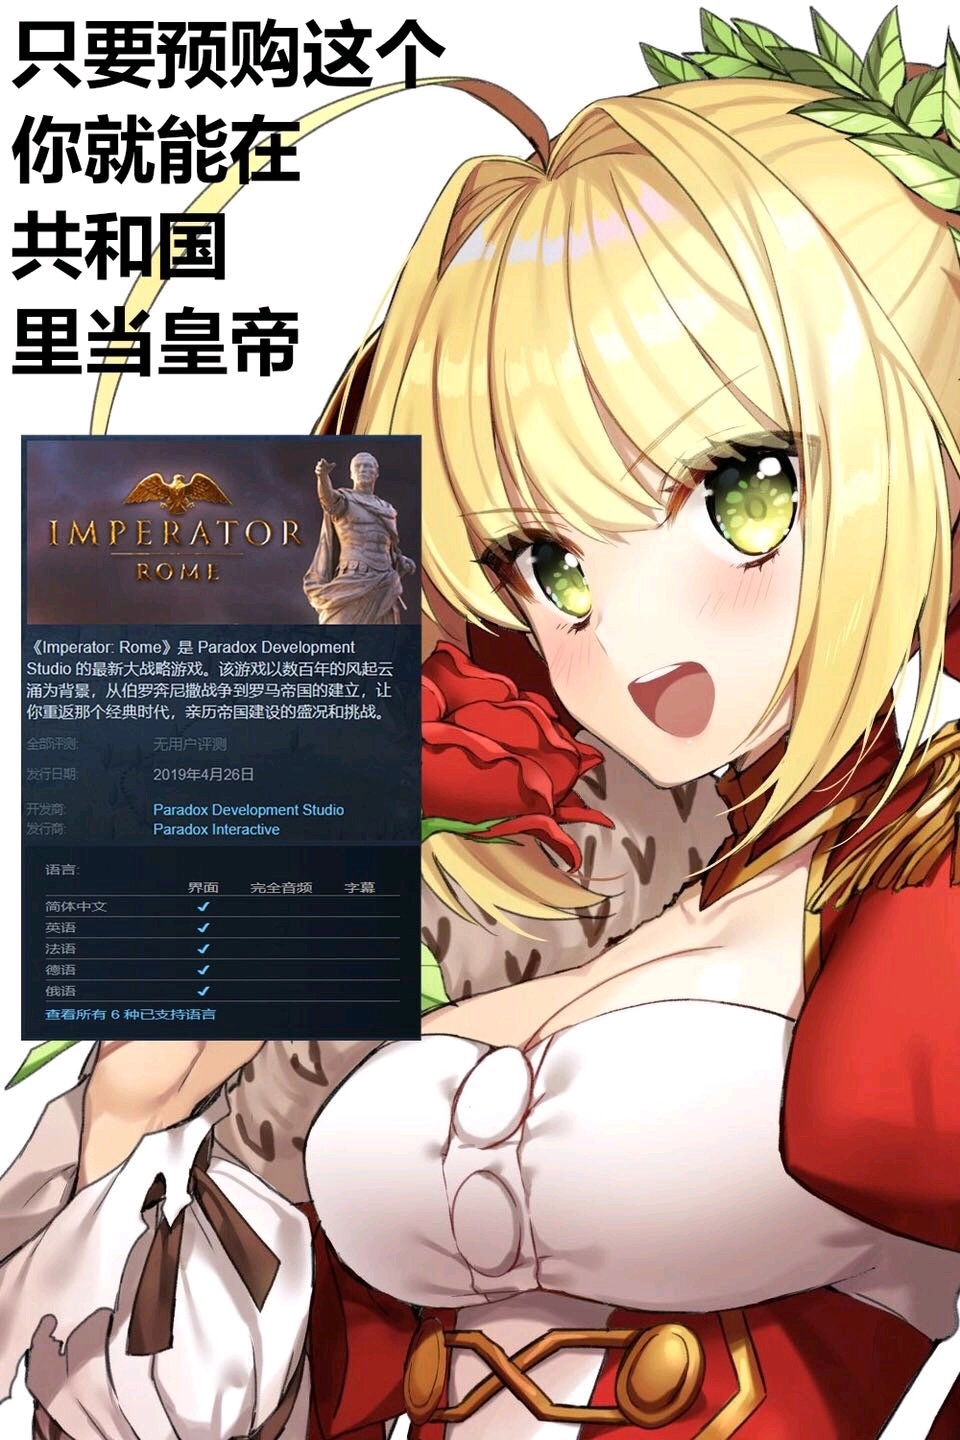 只要预购这个
你就能在
共和国
里当皇帝
IMPERATOR
ROME
《Imperator: Rome》是 Paradox Development
Studio 的最新大战略游戏。该游戏以数百年的风起云
涌为背景，从伯罗奔尼撒战争到罗马帝国的建立，让
你重返那个经典时代，亲历帝国建设的盛况和挑战。
全部评测: 无用户评测
发行日期: 2019年4月26日
开发商: Paradox Development Studio
发行商: Paradox Interactive
语言:
界面 完全音频 字幕
简体中文 ✔
英语 ✔
法语 ✔
德语 ✔
俄语 ✔
查看所有 6 种已支持语言